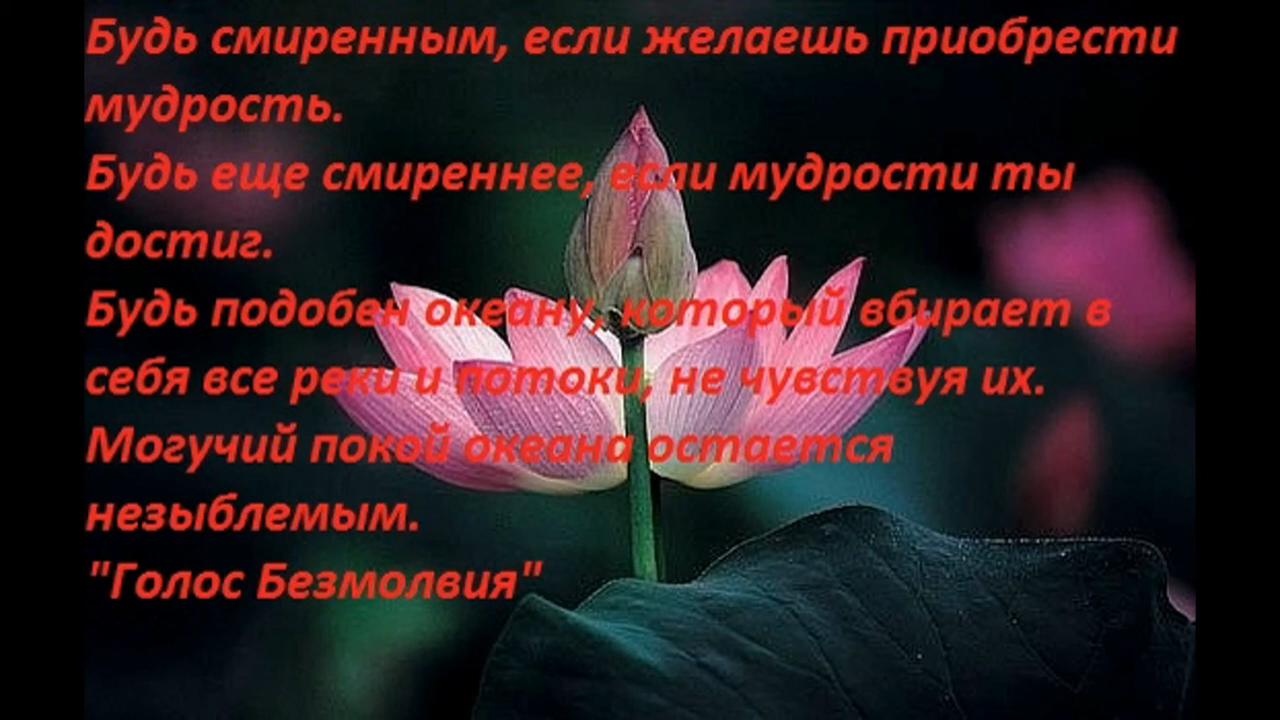 Будь смиренным, если желаешь приобрести
мудрость.
Будь еще смиреннее, если мудрости ты
достиг.
Будь подобен океану, который вбирает в
себя все реки и потоки, не чувствуя их.
Могучий покой океана остается
незыблемым.
"Голос Безмолвия"